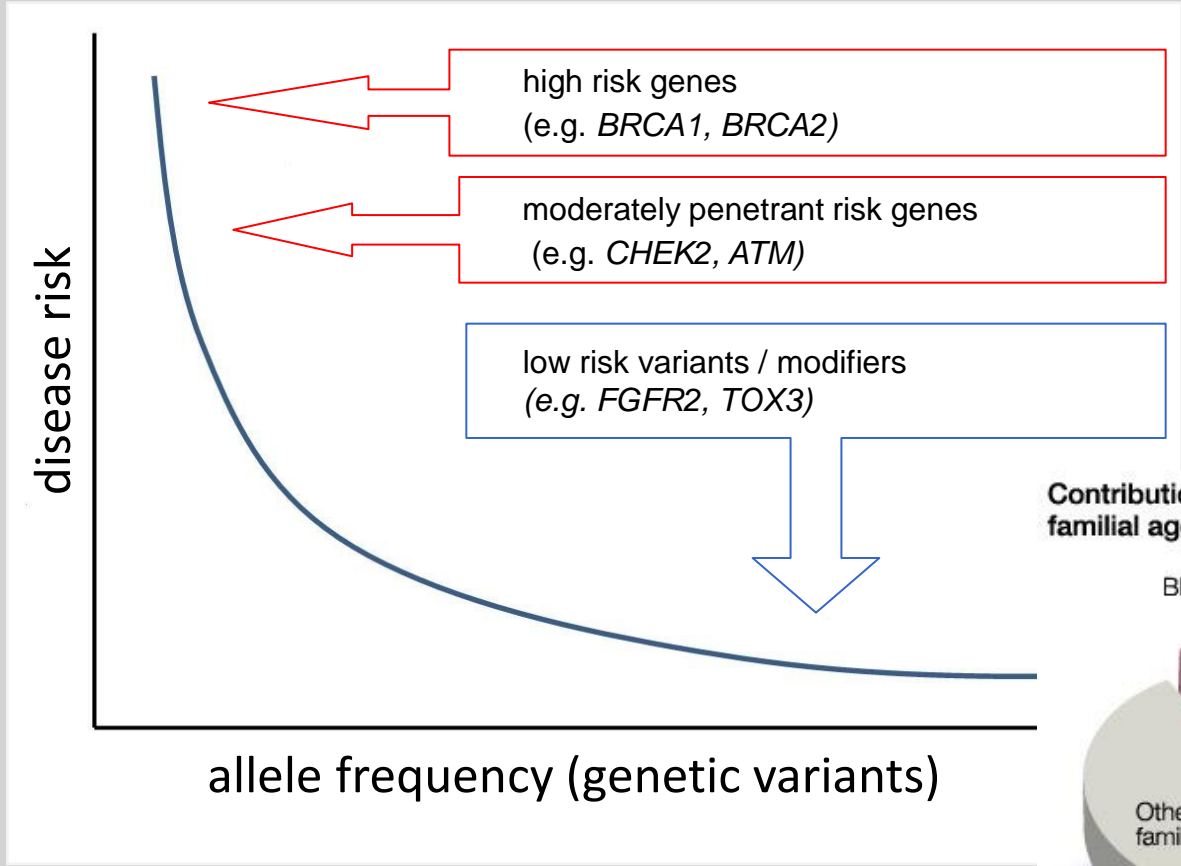 high risk genes
(e.g. BRCA1, BRCA2)
moderately penetrant risk genes
(e.g. CHEK2, ATM)
low risk variants / modifiers
(e.g. FGFR2, TOX3)
disease risk
allele frequency (genetic variants)
familial